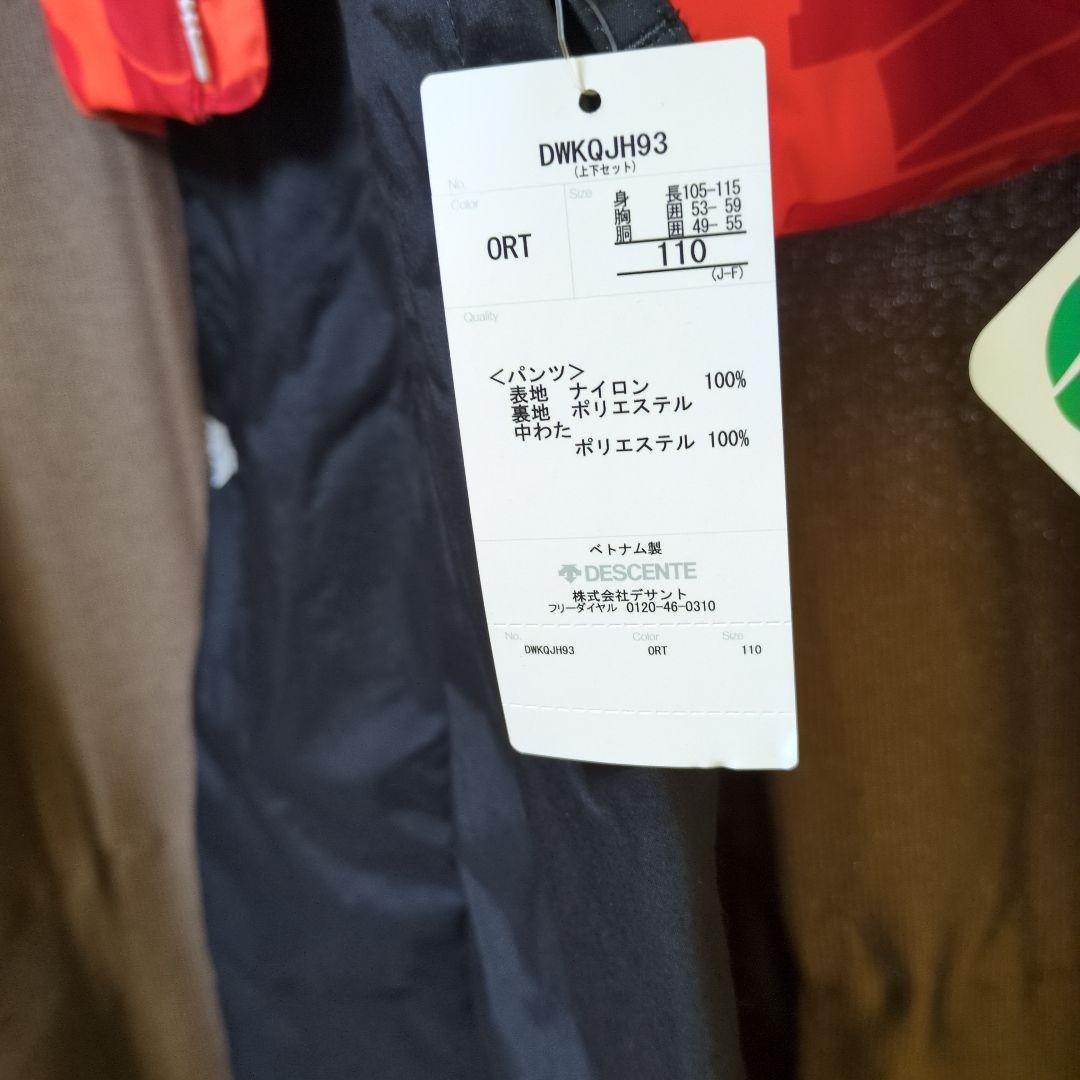 DWKQJH93
(上下セット)
No.
Color
ORT
Size
身 長105-115
胸 囲 53- 59
胴 囲 49- 55
110
(J-F)
Quality
<パンツ>
表地 ナイロン 100%
裏地 ポリエステル
中わた
ポリエステル 100%
ベトナム製
DESCENTE
株式会社デサント
フリーダイヤル 0120-46-0310
No. Color Size
DWKQJH93 ORT 110